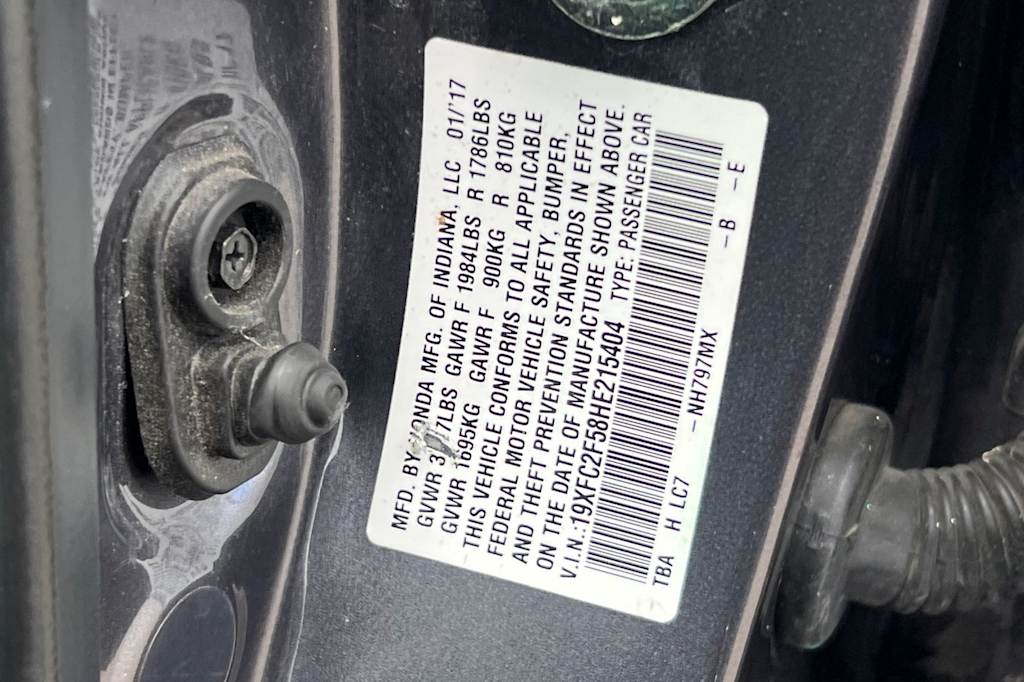 MFD. BY HONDA MFG. OF INDIANA, LLC 01/'17
GVWR LBS GAWR F 1984LBS R 1786LBS
GVWR 1695KG GAWR F 900KG R 810KG
THIS VEHICLE CONFORMS TO ALL APPLICABLE
FEDERAL MOTOR VEHICLE SAFETY, BUMPER,
AND THEFT PREVENTION STANDARDS IN EFFECT
ON THE DATE OF MANUFACTURE SHOWN ABOVE.
V.I.N.:19XFC2F58HE215404 TYPE: PASSENGER CAR
TBA H LC7 -NH797MX -B -E